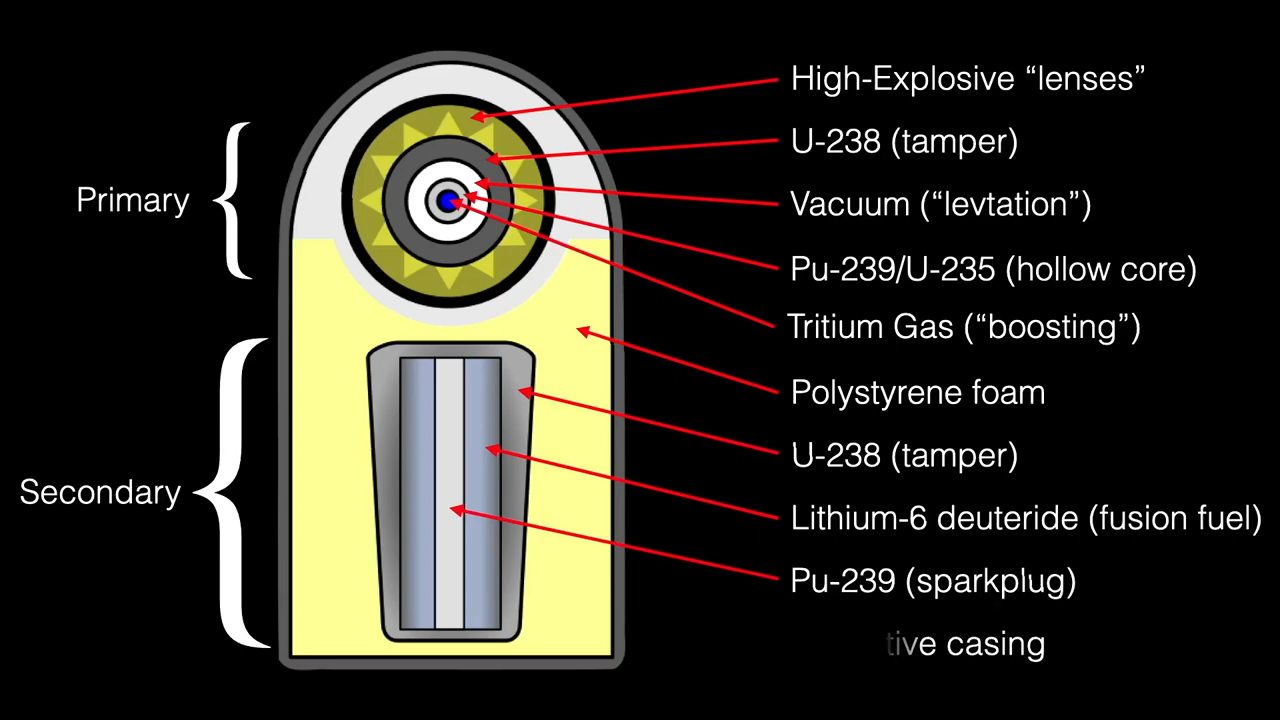 High-Explosive “lenses”
U-238 (tamper)
Primary
Vacuum (“levtation”)
Pu-239/U-235 (hollow core)
Tritium Gas (“boosting”)
Polystyrene foam
U-238 (tamper)
Secondary
Lithium-6 deuteride (fusion fuel)
Pu-239 (sparkplug)
tive casing